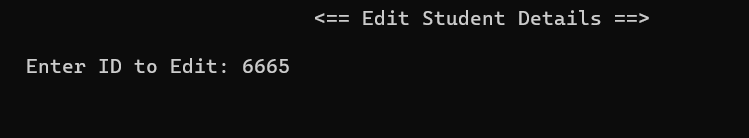 <== Edit Student Details ==>
Enter ID to Edit: 6665